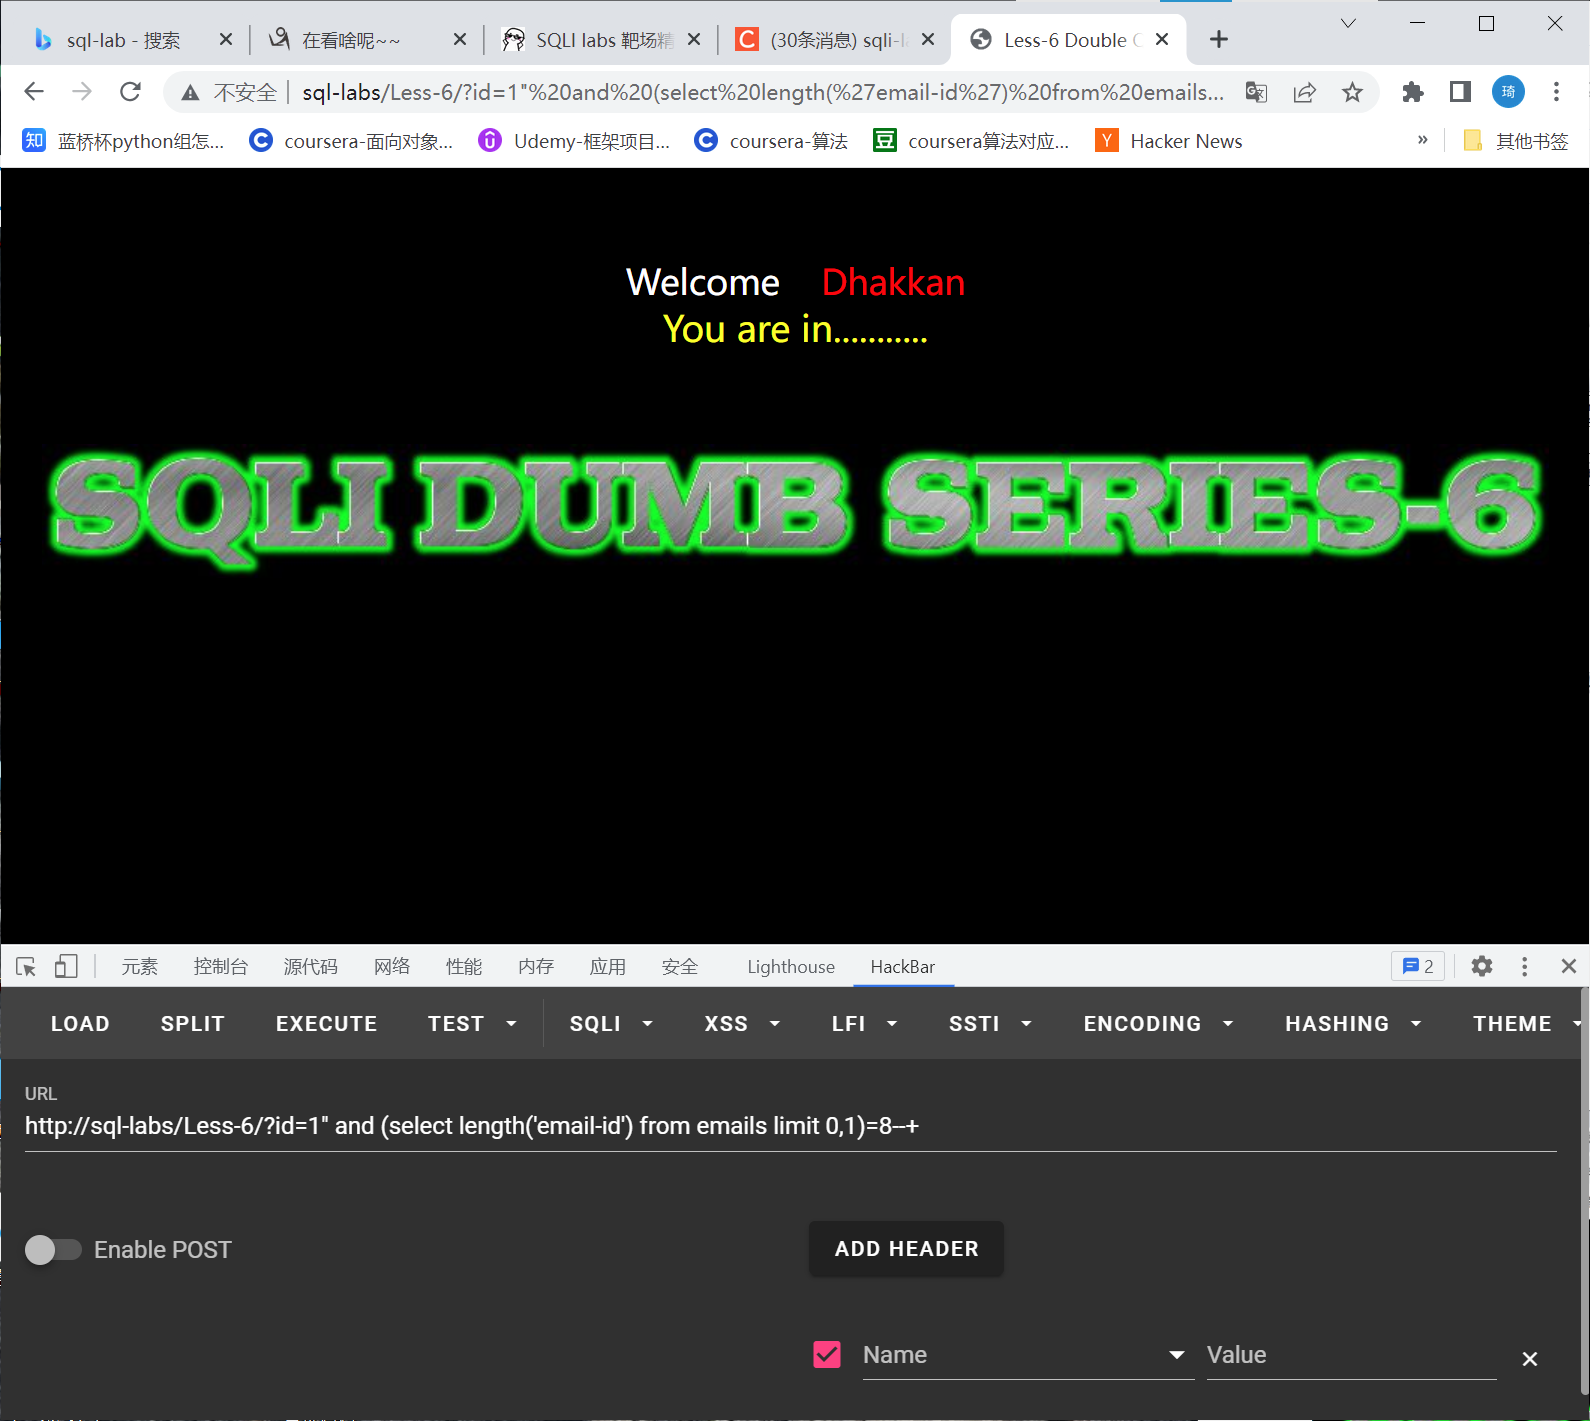 sql-lab - 搜索
在看啥呢~~
SQLI labs 靶场精
(30条消息) sqli-l
Less-6 Double
不安全 sql-labs/Less-6/?id=1"%20and%20(select%20length(%27email-id%27)%20from%20emails...
琦
知 蓝桥杯python组怎...
coursera-面向对象...
Udemy-框架项目...
coursera-算法
豆 coursera算法对应...
Y Hacker News
» 其他书签
Welcome Dhakkan
You are in...........
SQLI DUMB SERIES-6
元素 控制台 源代码 网络 性能 内存 应用 安全 Lighthouse HackBar 2
LOAD SPLIT EXECUTE TEST SQLI XSS LFI SSTI ENCODING HASHING THEME
URL
http://sql-labs/Less-6/?id=1" and (select length('email-id') from emails limit 0,1)=8--+
Enable POST
ADD HEADER
Name Value